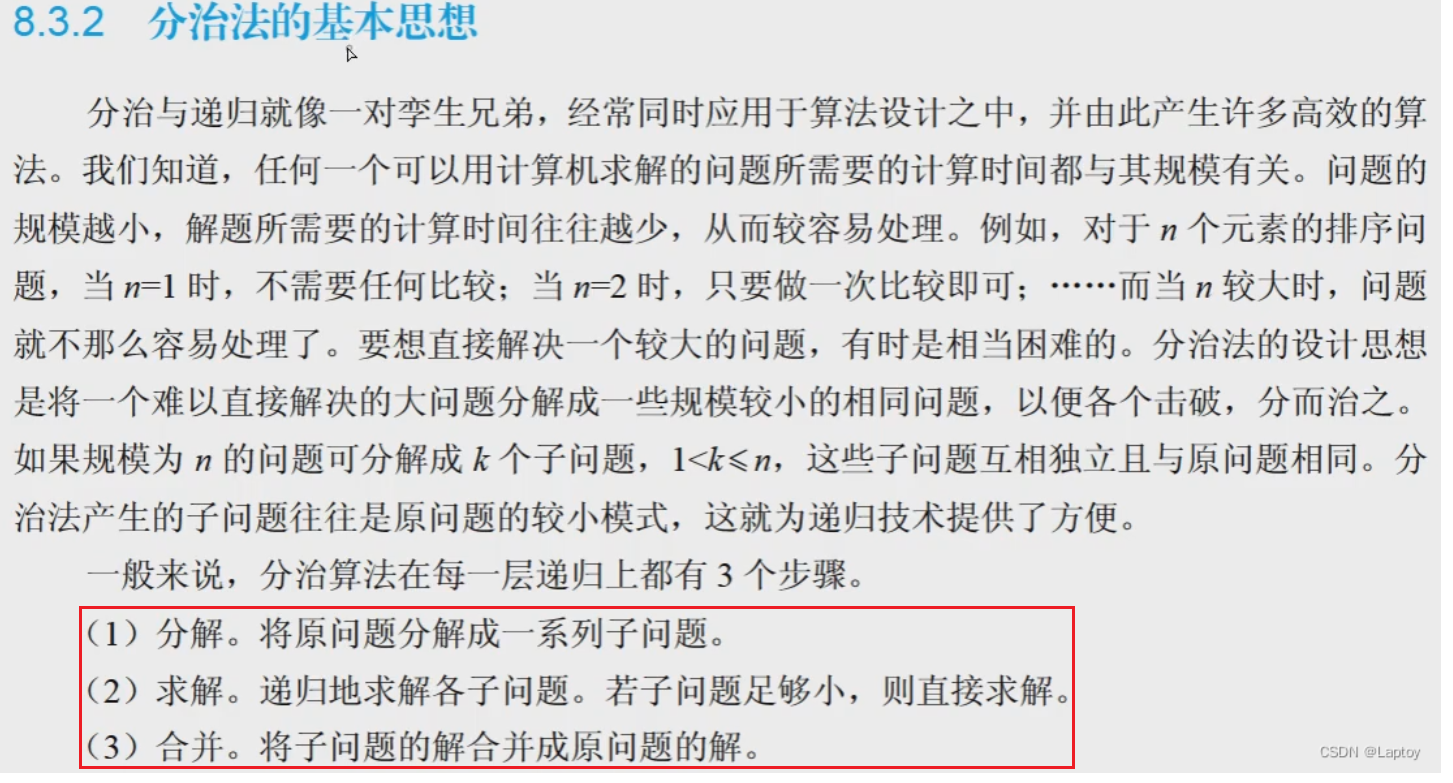 8.3.2 分治法的基本思想
分治与递归就像一对孪生兄弟，经常同时应用于算法设计之中，并由此产生许多高效的算
法。我们知道，任何一个可以用计算机求解的问题所需要的计算时间都与其规模有关。问题的
规模越小，解题所需要的计算时间往往越少，从而较容易处理。例如，对于 n 个元素的排序问
题，当 n=1 时，不需要任何比较；当 n=2 时，只要做一次比较即可；……而当 n 较大时，问题
就不那么容易处理了。要想直接解决一个较大的问题，有时是相当困难的。分治法的设计思想
是将一个难以直接解决的大问题分解成一些规模较小的相同问题，以便各个击破，分而治之。
如果规模为 n 的问题可分解成 k 个子问题，1<k≤n，这些子问题互相独立且与原问题相同。分
治法产生的子问题往往是原问题的较小模式，这就为递归技术提供了方便。
一般来说，分治算法在每一层递归上都有 3 个步骤。
（1）分解。将原问题分解成一系列子问题。
（2）求解。递归地求解各子问题。若子问题足够小，则直接求解。
（3）合并。将子问题的解合并成原问题的解。
CSDN @Laptoy